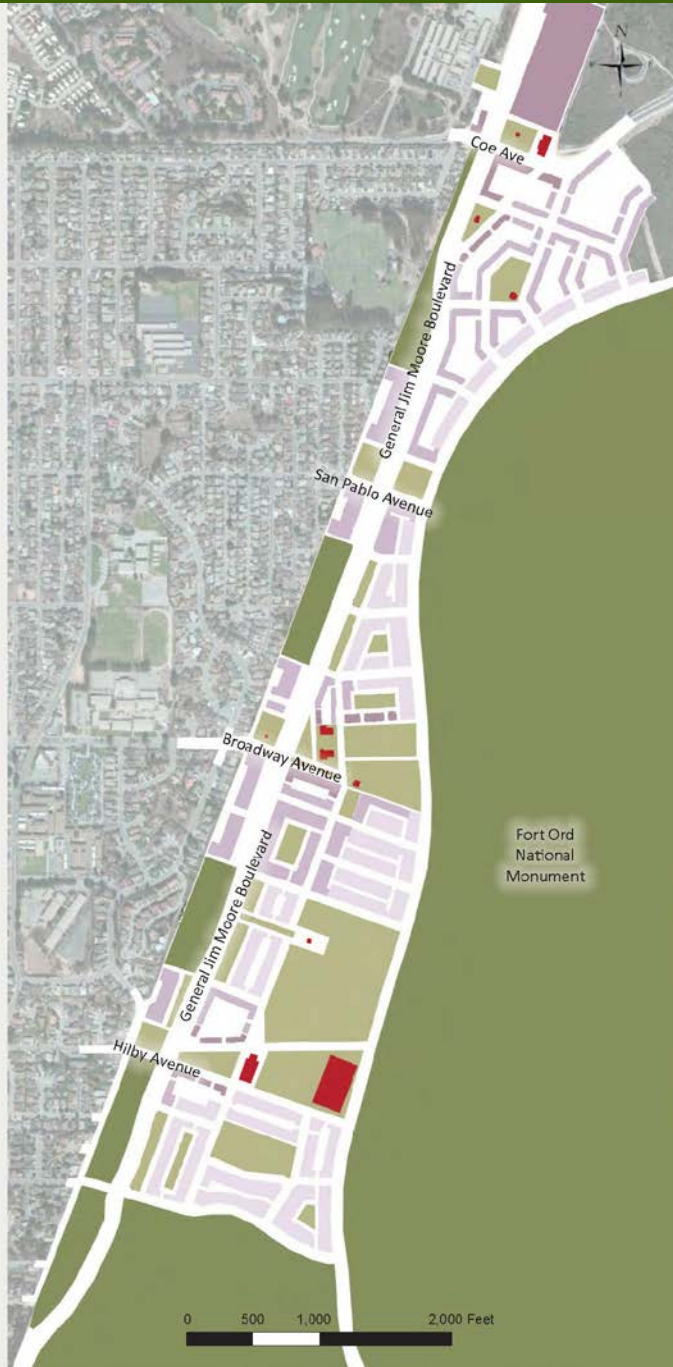 N
Coe Ave
General Jim Moore Boulevard
San Pablo Avenue
Broadway Avenue
Fort Ord
National
Monument
General Jim Moore Boulevard
Hilby Avenue
0 500 1,000 2,000 Feet